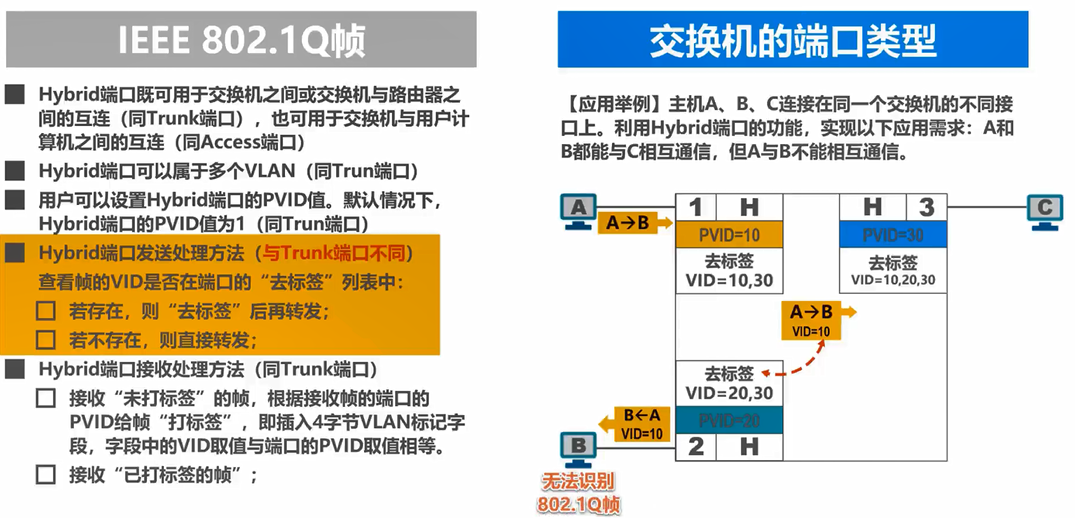 IEEE 802.1Q帧
Hybrid端口既可用于交换机之间或交换机与路由器之
间的互连（同Trunk端口），也可用于交换机与用户计
算机之间的互连（同Access端口）
Hybrid端口可以属于多个VLAN（同Trun端口）
用户可以设置Hybrid端口的PVID值。默认情况下，
Hybrid端口的PVID值为1（同Trun端口）
Hybrid端口发送处理方法（与Trunk端口不同）
查看帧的VID是否在端口的“去标签”列表中：
若存在，则“去标签”后再转发；
若不存在，则直接转发；
Hybrid端口接收处理方法（同Trunk端口）
接收“未打标签”的帧，根据接收帧的端口的
PVID给帧“打标签”，即插入4字节VLAN标记字
段，字段中的VID取值与端口的PVID取值相等。
接收“已打标签的帧”；
交换机的端口类型
【应用举例】主机A、B、C连接在同一个交换机的不同接
口上。利用Hybrid端口的功能，实现以下应用需求：A和
B都能与C相互通信，但A与B不能相互通信。
A
A→B
1 H
PVID=10
去标签
VID=10,30
H 3
PVID=30
去标签
VID=10,20,30
C
A→B
VID=10
去标签
VID=20,30
PVID=20
2 H
B←A
VID=10
B
无法识别
802.1Q帧